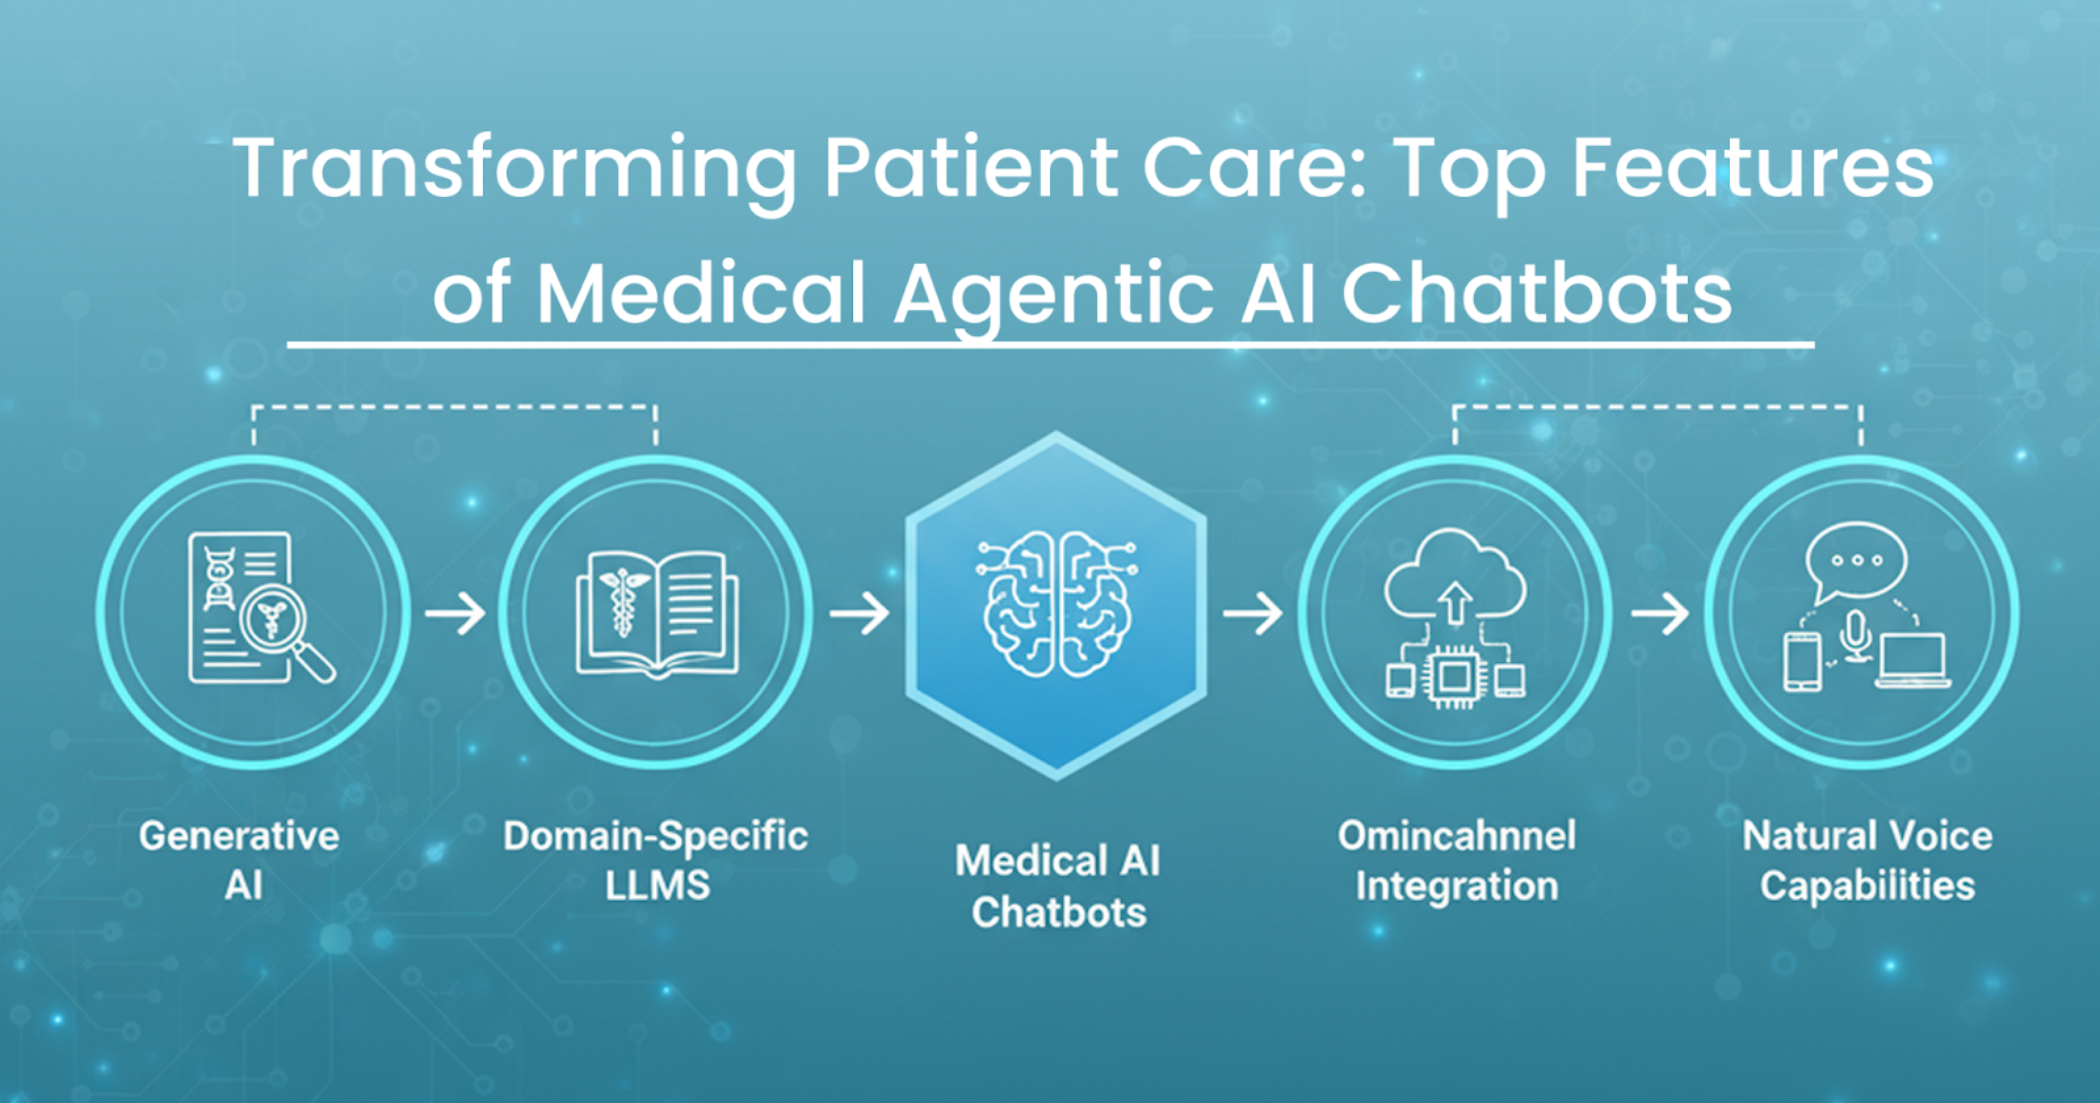 Transforming Patient Care: Top Features
of Medical Agentic AI Chatbots
Generative
AI
Domain-Specific
LLMS
Medical AI
Chatbots
Omincahnnel
Integration
Natural Voice
Capabilities